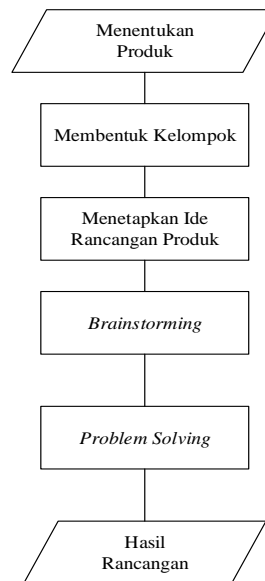 Menentukan
Produk
Membentuk Kelompok
Menetapkan Ide
Rancangan Produk
Brainstorming
Problem Solving
Hasil
Rancangan